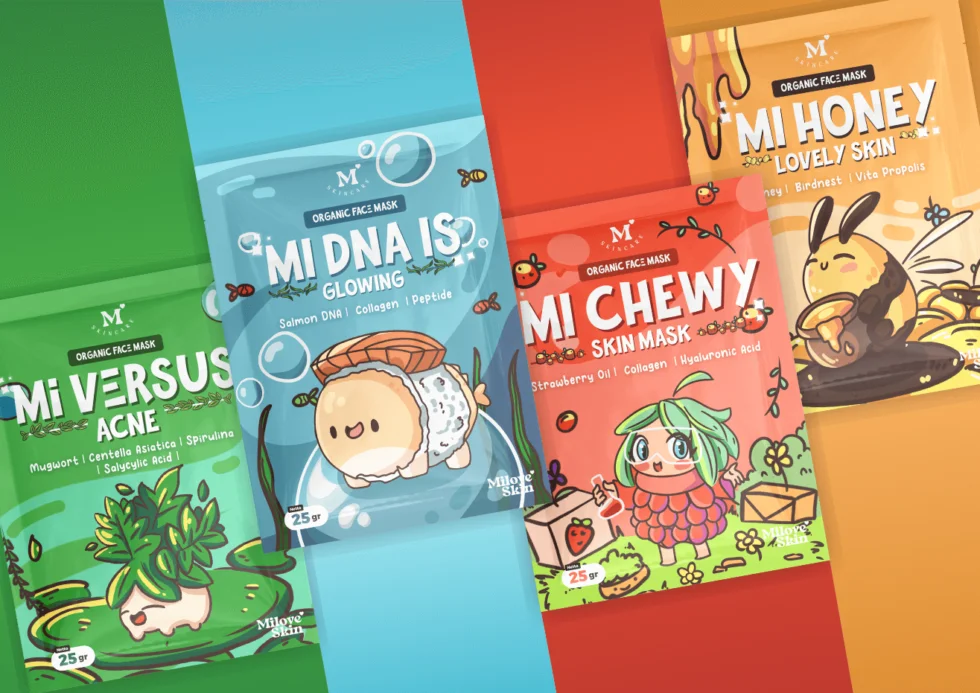 M
SKINCARE
ORGANIC FACE MASK
Mi VERSUS
ACNE
Mugwort | Centella Asiatica | Spirulina
| Salycylic Acid |
Netto
25 gr
Milove
Skin
M
SKINCARE
ORGANIC FACE MASK
MI DNA IS
GLOWING
Salmon DNA | Collagen | Peptide
Netto
25 gr
Milove
Skin
M
SKINCARE
ORGANIC FACE MASK
MI CHEWY
SKIN MASK
Strawberry Oil | Collagen | Hyaluronic Acid
Netto
25 gr
Milove
Skin
M
SKINCARE
ORGANIC FACE MASK
MI HONEY
LOVELY SKIN
| Birdnest | Vita Propolis